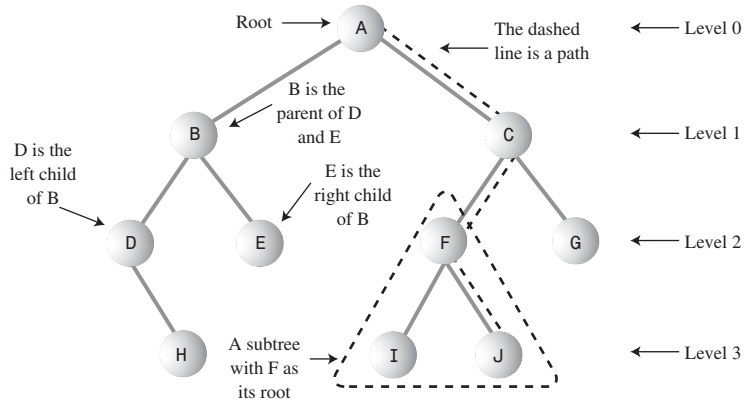 Root
A
The dashed
line is a path
Level 0
B is the
parent of D
and E
B
C
Level 1
D is the
left child
of B
E is the
right child
of B
D
E
F
G
Level 2
A subtree
with F as
its root
H
I
J
Level 3